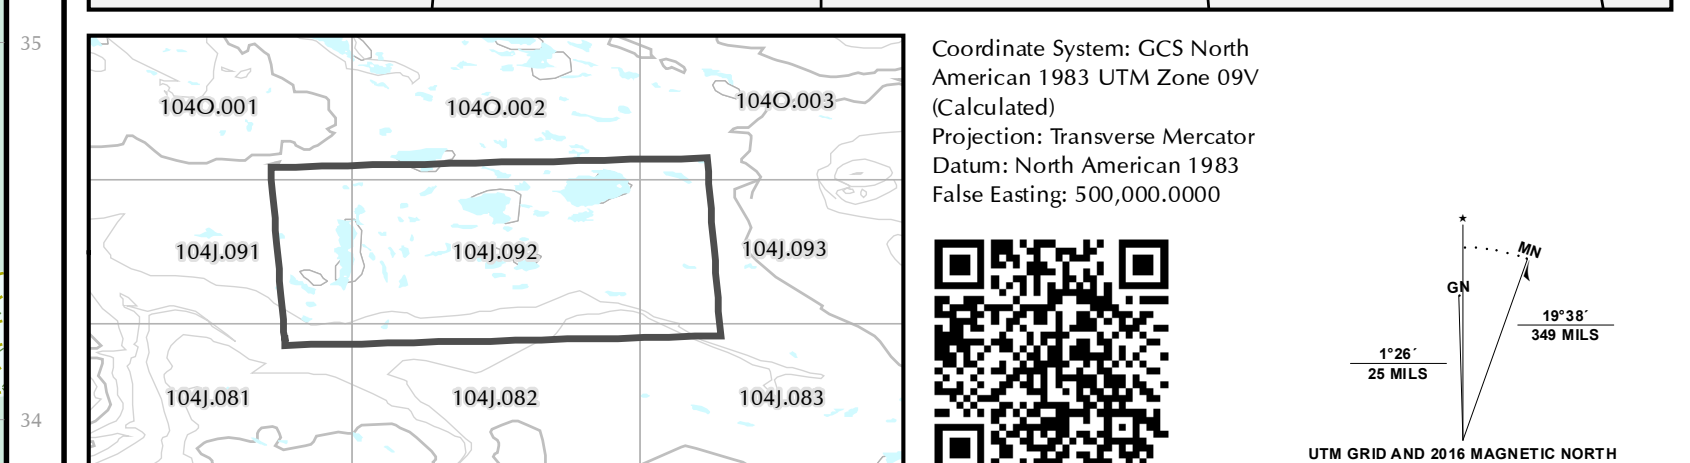 35
34
104O.001 104O.002 104O.003
104J.091 104J.092 104J.093
104J.081 104J.082 104J.083
Coordinate System: GCS North
American 1983 UTM Zone 09V
(Calculated)
Projection: Transverse Mercator
Datum: North American 1983
False Easting: 500,000.0000
MN
GN
19°38´
349 MILS
1°26´
25 MILS
UTM GRID AND 2016 MAGNETIC NORTH